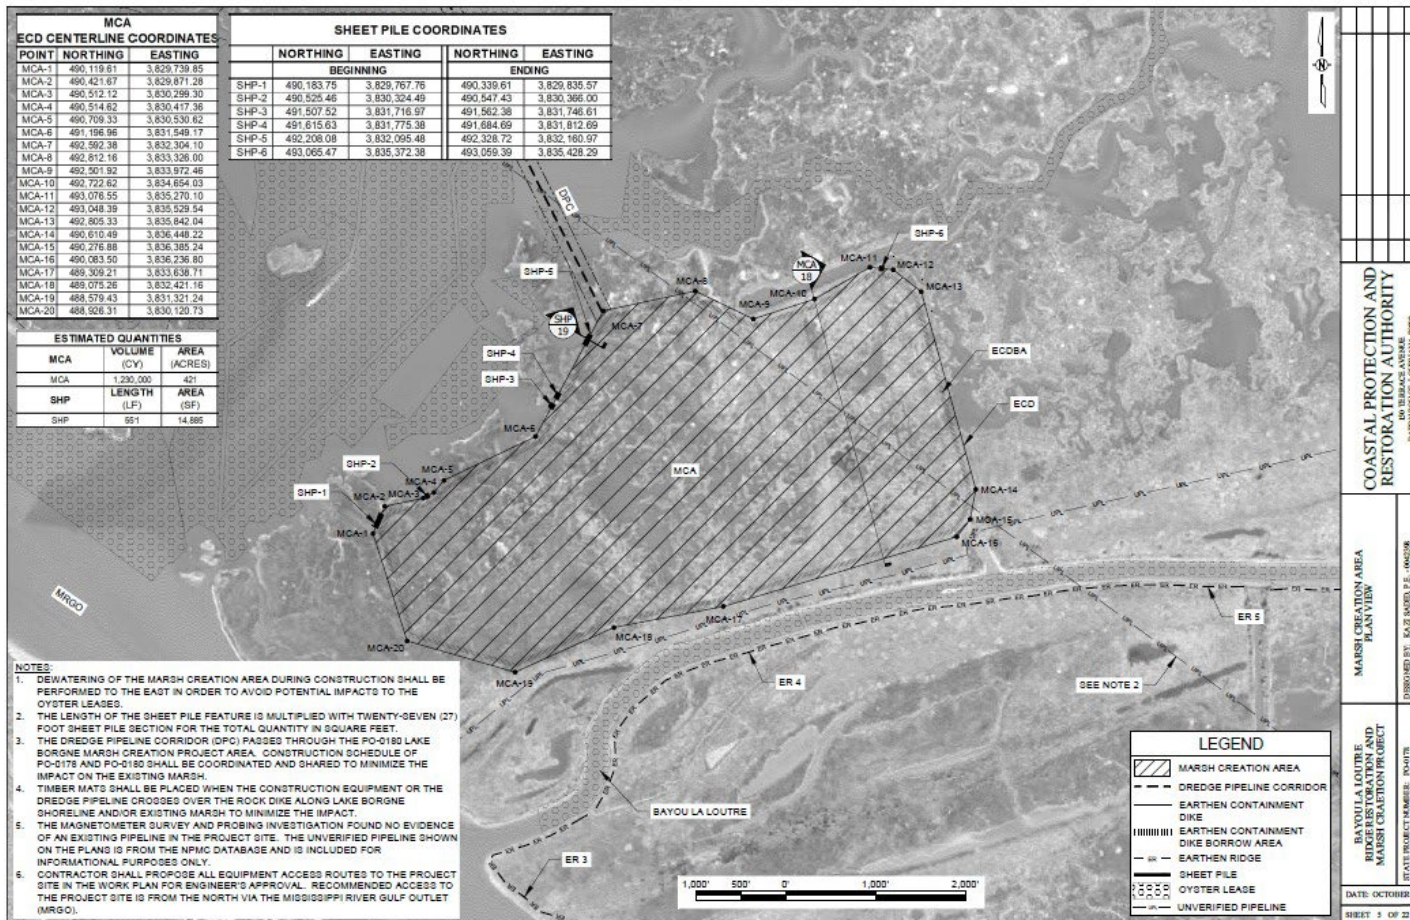 MCA
ECD CENTERLINE COORDINATES
POINT NORTHING EASTING
MCA-1 490,119.61 3,829,739.85
MCA-2 490,421.67 3,829,871.28
MCA-3 490,512.12 3,830,299.30
MCA-4 490,514.62 3,830,417.36
MCA-5 490,709.33 3,830,530.62
MCA-6 491,196.96 3,831,549.17
MCA-7 492,592.38 3,832,304.10
MCA-8 492,812.16 3,833,326.00
MCA-9 492,501.92 3,833,972.46
MCA-10 492,722.62 3,834,654.03
MCA-11 493,076.55 3,835,270.10
MCA-12 493,048.39 3,835,529.54
MCA-13 492,805.33 3,835,842.04
MCA-14 490,610.49 3,836,448.22
MCA-15 490,276.88 3,836,385.24
MCA-16 490,083.50 3,836,236.80
MCA-17 489,309.21 3,833,638.71
MCA-18 489,075.26 3,832,421.16
MCA-19 488,579.43 3,831,321.24
MCA-20 488,926.31 3,830,120.73
SHEET PILE COORDINATES
NORTHING EASTING NORTHING EASTING
BEGINNING ENDING
SHP-1 490,183.75 3,829,767.76 490,339.61 3,829,835.57
SHP-2 490,525.46 3,830,324.49 490,547.43 3,830,366.00
SHP-3 491,507.52 3,831,716.97 491,562.38 3,831,746.61
SHP-4 491,615.63 3,831,775.38 491,684.69 3,831,812.69
SHP-5 492,208.08 3,832,095.48 492,328.72 3,832,160.97
SHP-6 493,065.47 3,835,372.38 493,059.39 3,835,428.29
ESTIMATED QUANTITIES
MCA VOLUME (CY) AREA (ACRES)
MCA 1,230,000 421
SHP LENGTH (LF) AREA (SF)
SHP 551 14,885
N
DPC
UPL
SHP-5
SHP
19
MCA-7
MCA-8
MCA-9
MCA-10
MCA
18
MCA-11
SHP-6
MCA-12
MCA-13
SHP-4
SHP-3
MCA-6
ECDBA
ECD
SHP-2
MCA-5
MCA-4
MCA-3
SHP-1
MCA-2
MCA-1
MCA
MCA-14
MCA-15
MCA-16
MCA-17
MCA-18
MCA-19
MCA-20
MRGO
ER 5
ER 4
SEE NOTE 2
BAYOU LA LOUTRE
ER 3
NOTES:
1. DEWATERING OF THE MARSH CREATION AREA DURING CONSTRUCTION SHALL BE
PERFORMED TO THE EAST IN ORDER TO AVOID POTENTIAL IMPACTS TO THE
OYSTER LEASES.
2. THE LENGTH OF THE SHEET PILE FEATURE IS MULTIPLIED WITH TWENTY-SEVEN (27)
FOOT SHEET PILE SECTION FOR THE TOTAL QUANTITY IN SQUARE FEET.
3. THE DREDGE PIPELINE CORRIDOR (DPC) PASSES THROUGH THE PO-0180 LAKE
BORGNE MARSH CREATION PROJECT AREA. CONSTRUCTION SCHEDULE OF
PO-0178 AND PO-0180 SHALL BE COORDINATED AND SHARED TO MINIMIZE THE
IMPACT ON THE EXISTING MARSH.
4. TIMBER MATS SHALL BE PLACED WHEN THE CONSTRUCTION EQUIPMENT OR THE
DREDGE PIPELINE CROSSES OVER THE ROCK DIKE ALONG LAKE BORGNE
SHORELINE AND/OR EXISTING MARSH TO MINIMIZE THE IMPACT.
5. THE MAGNETOMETER SURVEY AND PROBING INVESTIGATION FOUND NO EVIDENCE
OF AN EXISTING PIPELINE IN THE PROJECT SITE. THE UNVERIFIED PIPELINE SHOWN
ON THE PLANS IS FROM THE NPMC DATABASE AND IS INCLUDED FOR
INFORMATIONAL PURPOSES ONLY.
6. CONTRACTOR SHALL PROPOSE ALL EQUIPMENT ACCESS ROUTES TO THE PROJECT
SITE IN THE WORK PLAN FOR ENGINEER'S APPROVAL. RECOMMENDED ACCESS TO
THE PROJECT SITE IS FROM THE NORTH VIA THE MISSISSIPPI RIVER GULF OUTLET
(MRGO).
1,000' 500' 0' 1,000' 2,000'
LEGEND
MARSH CREATION AREA
DREDGE PIPELINE CORRIDOR
EARTHEN CONTAINMENT
DIKE
EARTHEN CONTAINMENT
DIKE BORROW AREA
ER EARTHEN RIDGE
SHEET PILE
OYSTER LEASE
UPL UNVERIFIED PIPELINE
COASTAL PROTECTION AND
RESTORATION AUTHORITY
150 TERRACE AVENUE
MARSH CREATION AREA
PLAN VIEW
DESIGNED BY: KAZI SADID, P.E.
BAYOU LA LOUTRE
RIDGE RESTORATION AND
MARSH CRAETION PROJECT
STATE PROJECT NUMBER: PO-0178
DATE: OCTOBER
SHEET 5 OF 22